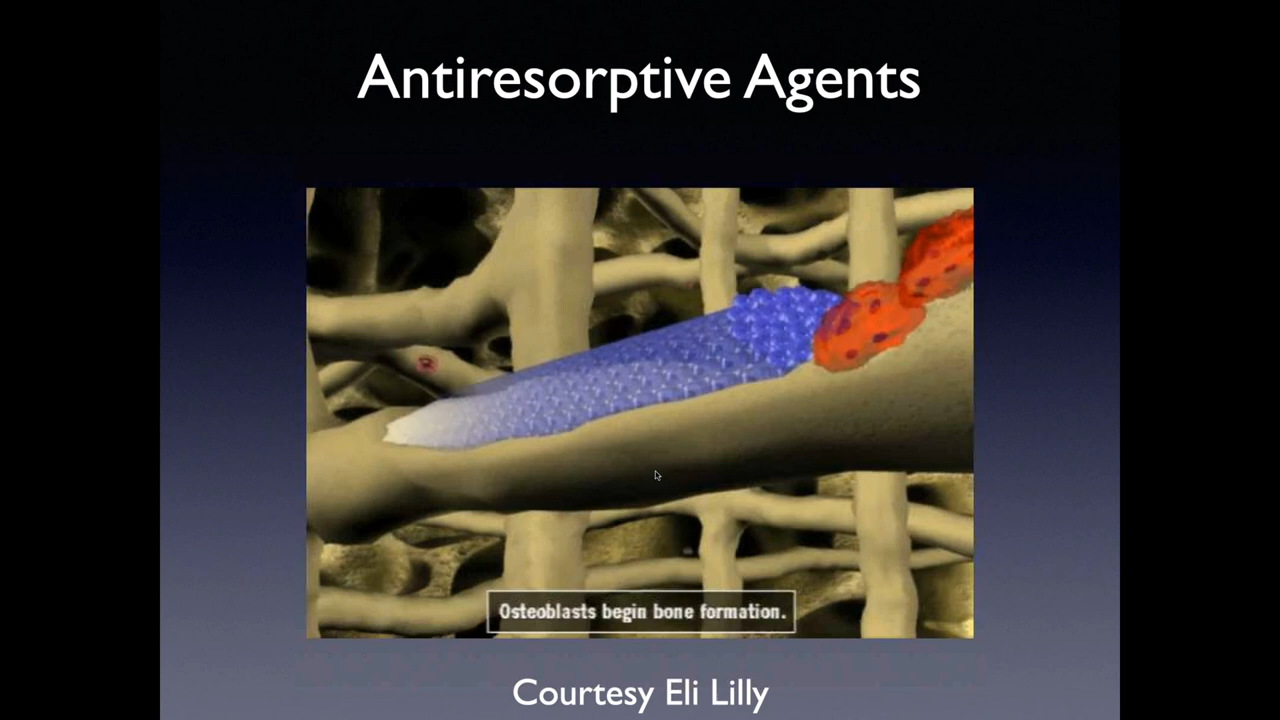 Antiresorptive Agents
Osteoblasts begin bone formation.
Courtesy Eli Lilly